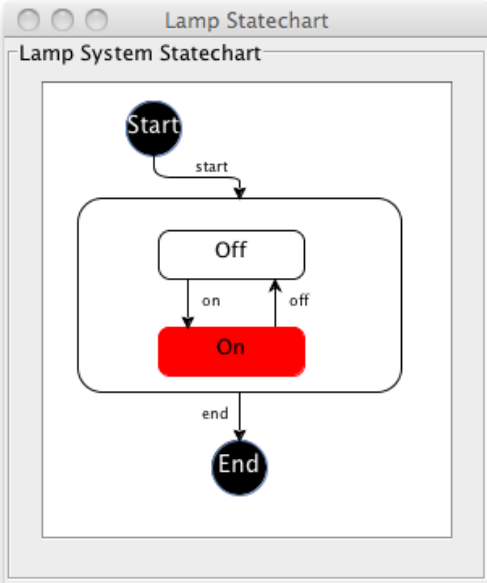 Lamp Statechart
Lamp System Statechart
Start
start
Off
on
off
On
end
End